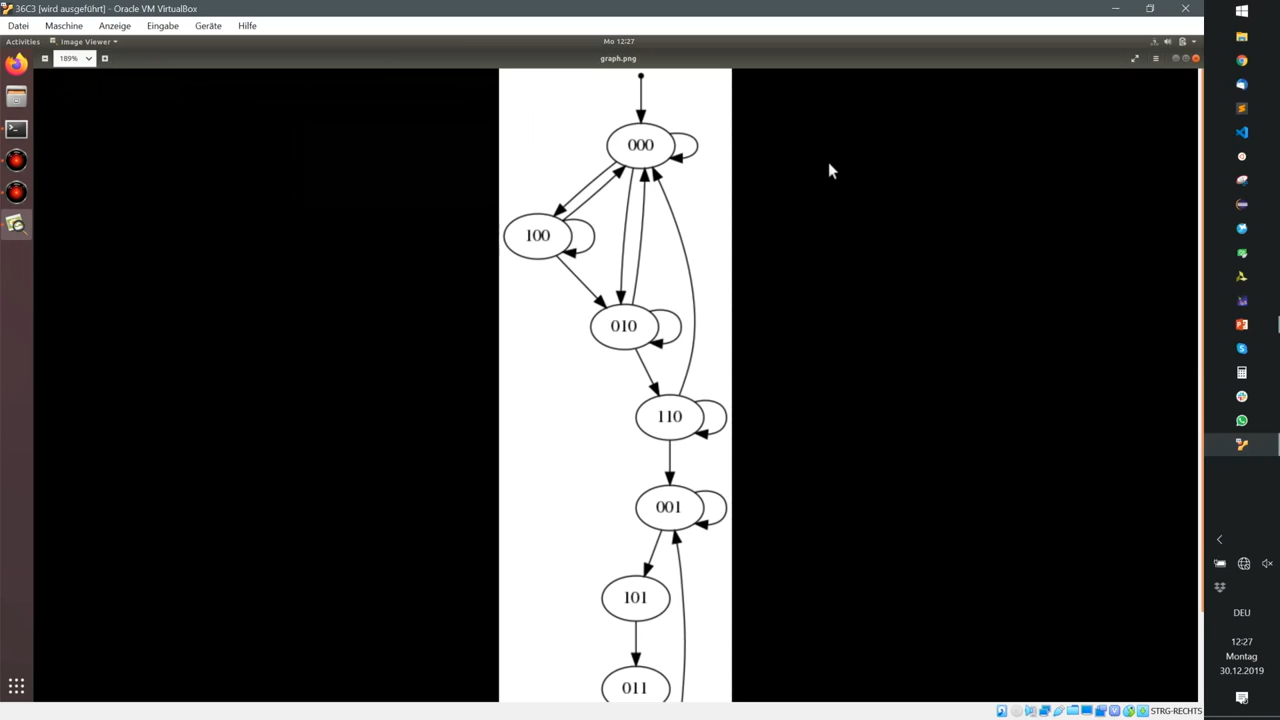 36C3 [wird ausgeführt] - Oracle VM VirtualBox
Datei Maschine Anzeige Eingabe Geräte Hilfe
Activities Image Viewer Mo 12:27
189% graph.png
000
100
010
110
001
101
011
DEU
12:27
Montag
30.12.2019
STRG-RECHTS